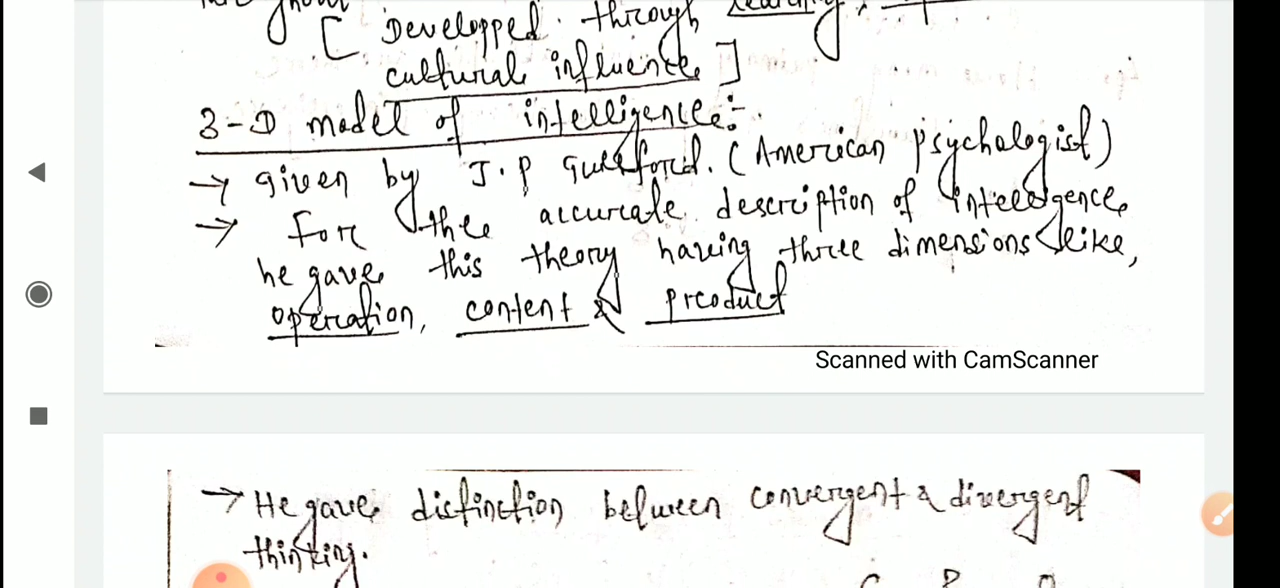 [ Developped through
cultural influence ]
3-D model of intelligence:-
→ given by J.P Guilford. (American psychologist)
→ For the accurate description of intelligence
he gave this theory having three dimensions like,
operation, content & product
Scanned with CamScanner
→ He gave distinction between convergent & divergent
thinking.